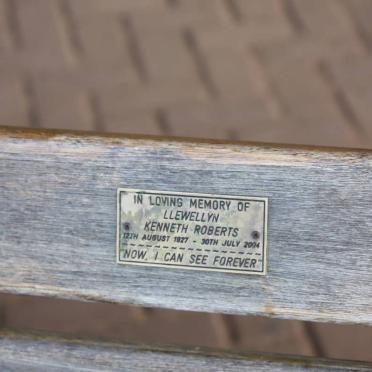 IN LOVING MEMORY OF
LLEWELLYN
KENNETH ROBERTS
12TH AUGUST 1927 - 30TH JULY 2004
"NOW, I CAN SEE FOREVER"